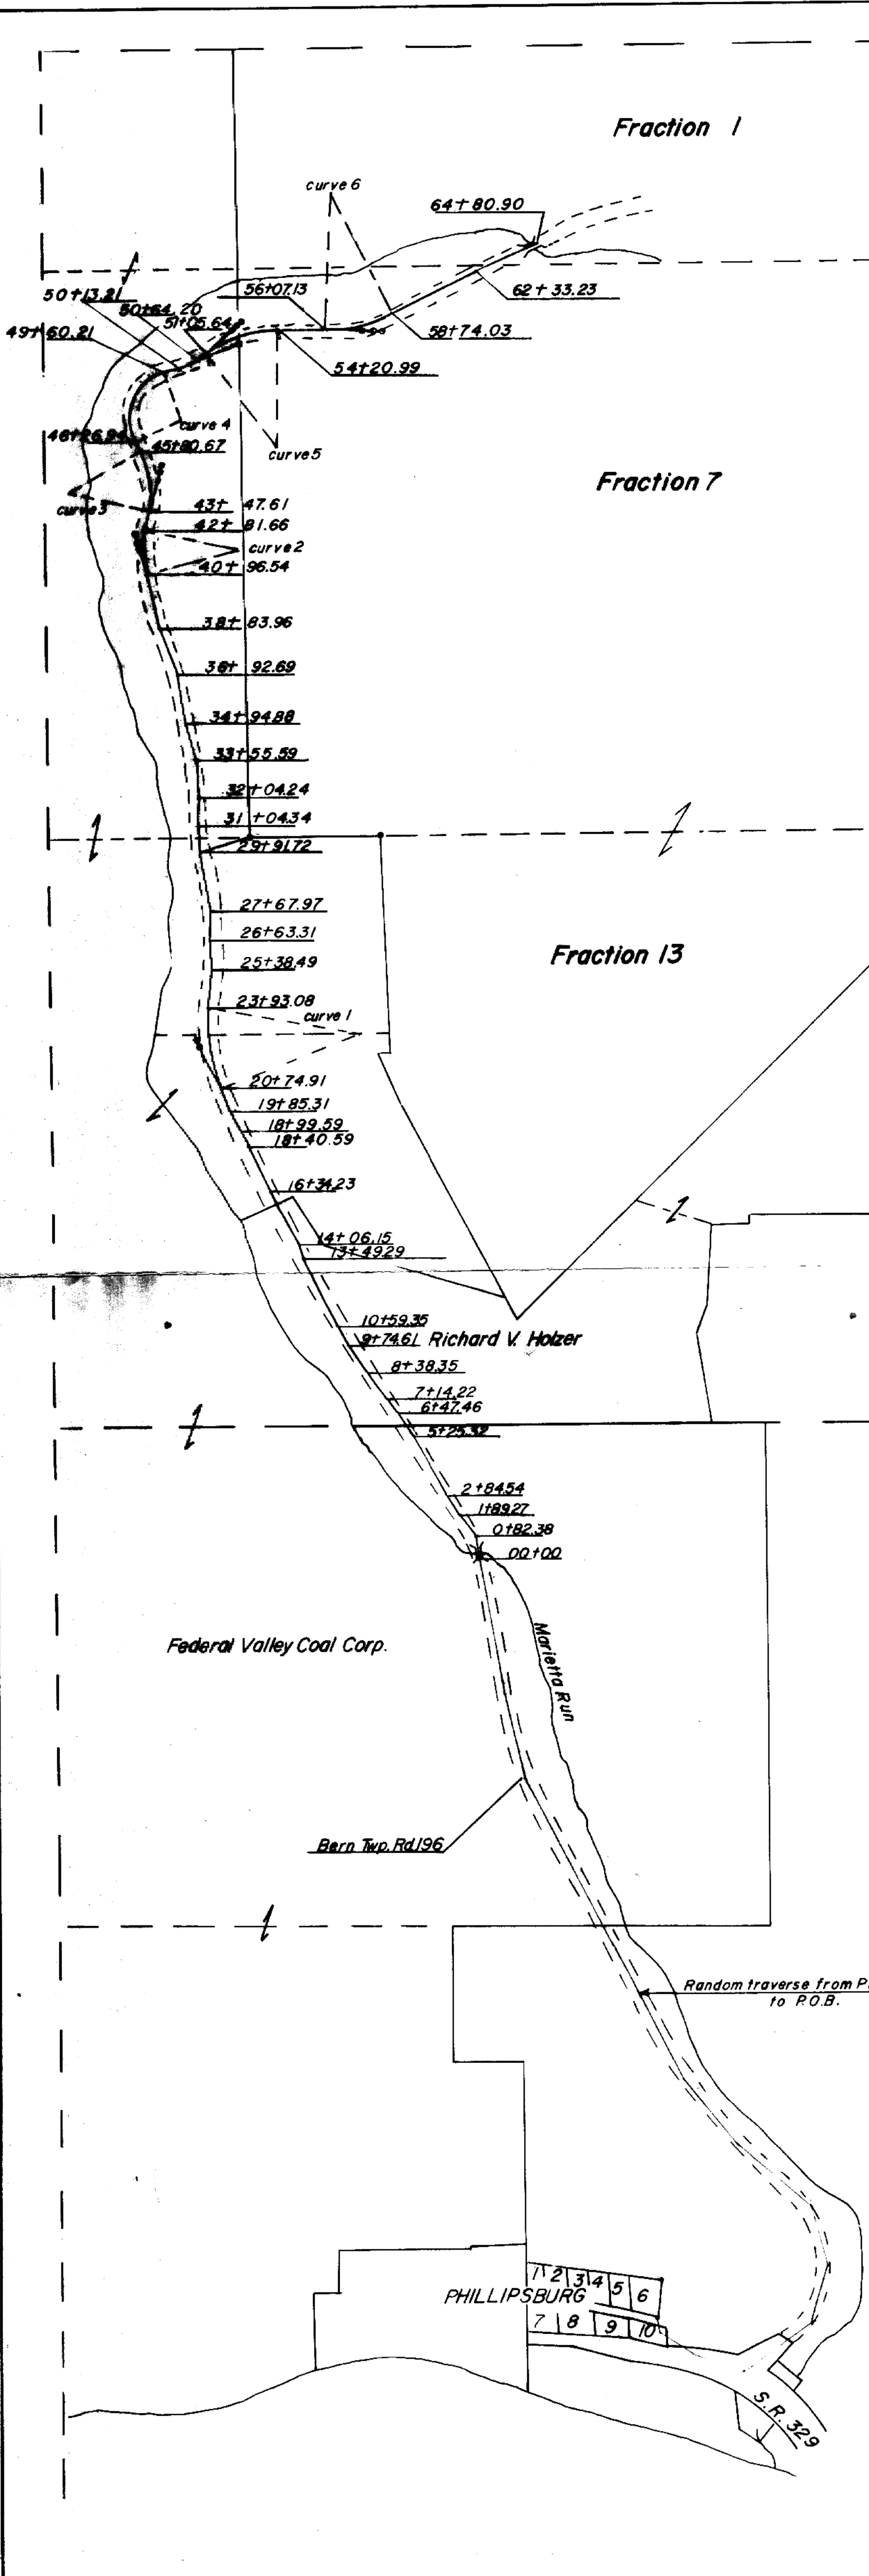 Fraction 1
curve 6
64+80.90
50+13.21
50+64.20
56+07.13
62+33.23
51+05.64
49+60.21
58+74.03
54+20.99
curve 4
45+80.67
curve 5
Fraction 7
curve 3
43+47.61
42+81.66
curve 2
40+96.54
38+83.96
36+92.69
34+94.88
33+55.59
32+04.24
31+04.34
29+91.72
27+67.97
26+63.31
Fraction 13
25+38.49
23+93.08
curve 1
20+74.91
19+85.31
18+99.59
18+40.59
16+34.23
14+06.15
13+49.29
10+59.35
9+74.61 Richard V. Holzer
8+38.35
7+14.22
6+47.46
5+25.32
2+84.54
1+89.27
0+82.38
00+00
Federal Valley Coal Corp.
Marietta Run
Bern Twp. Rd. 196
Random traverse from P
to P.O.B.
1 2 3 4 5 6
PHILLIPSBURG
7 8 9 10
S.R. 329